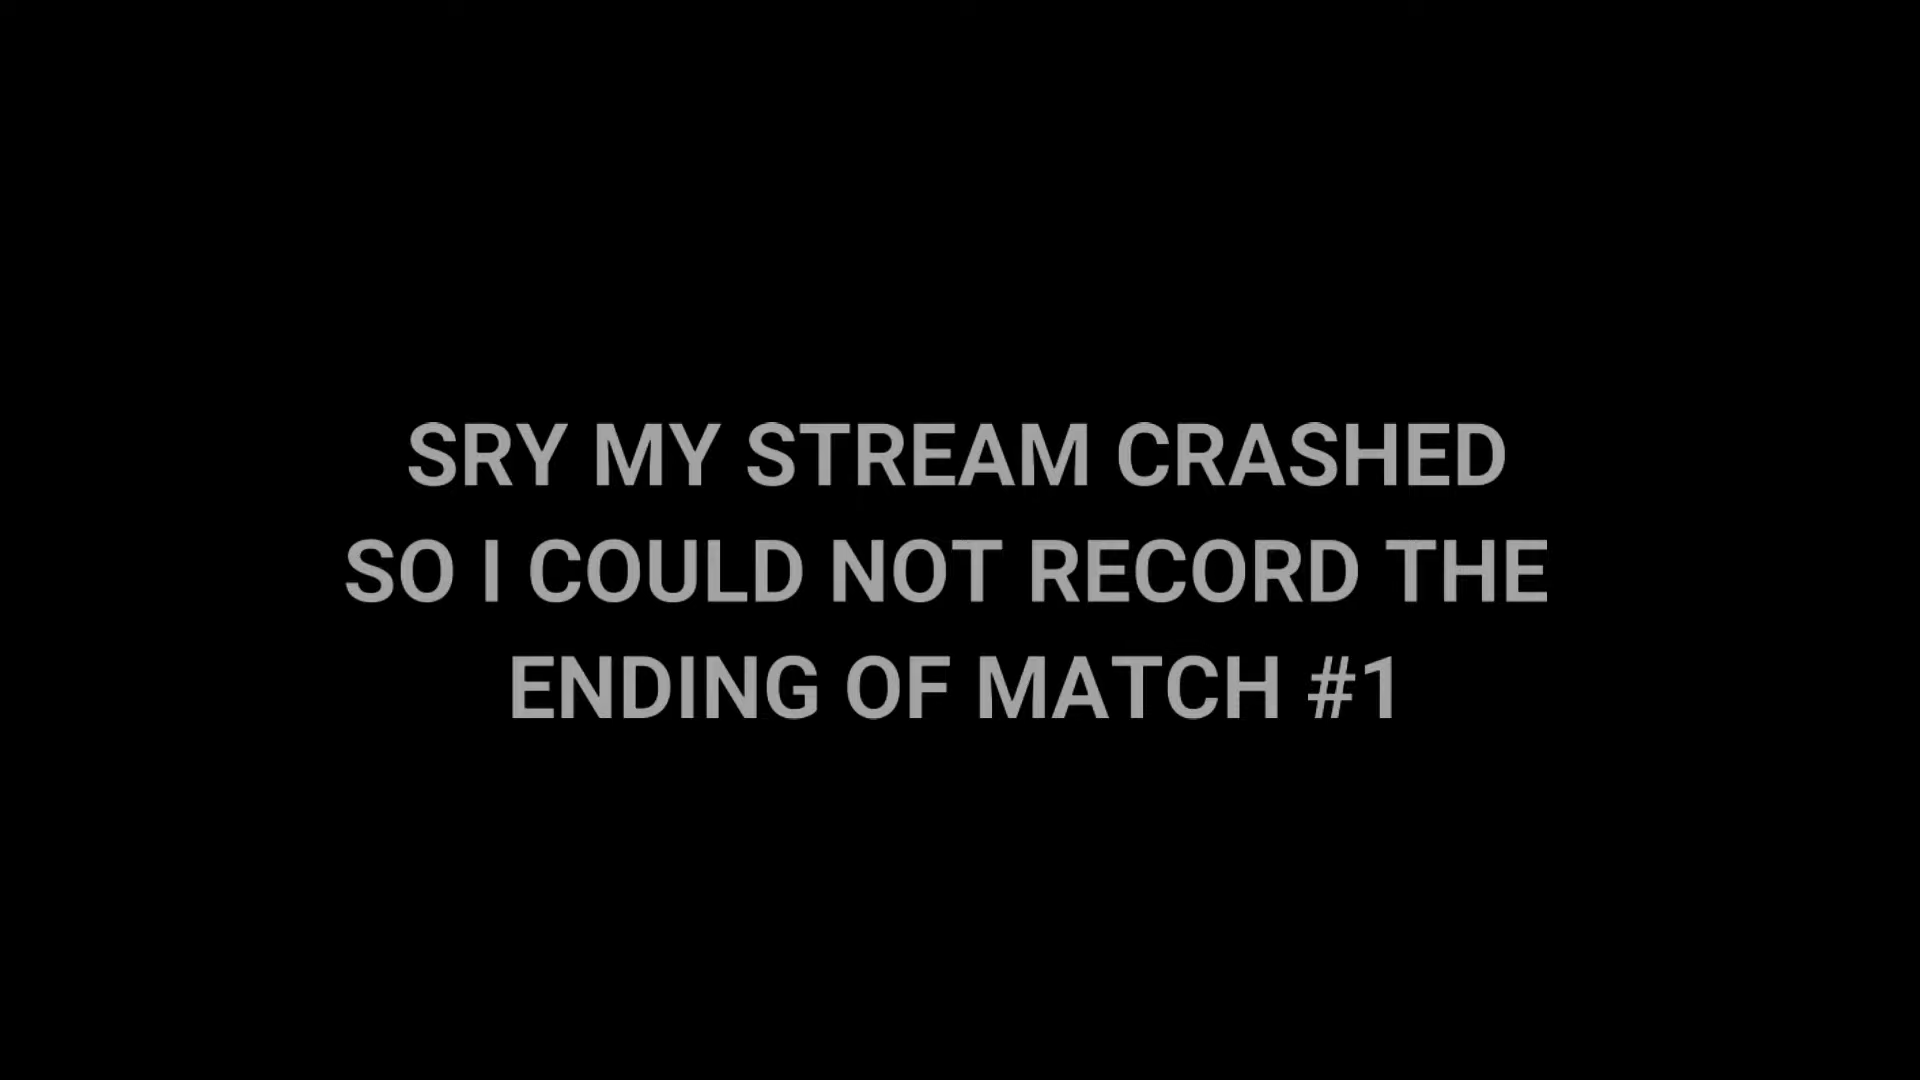 SRY MY STREAM CRASHED
SO I COULD NOT RECORD THE
ENDING OF MATCH #1